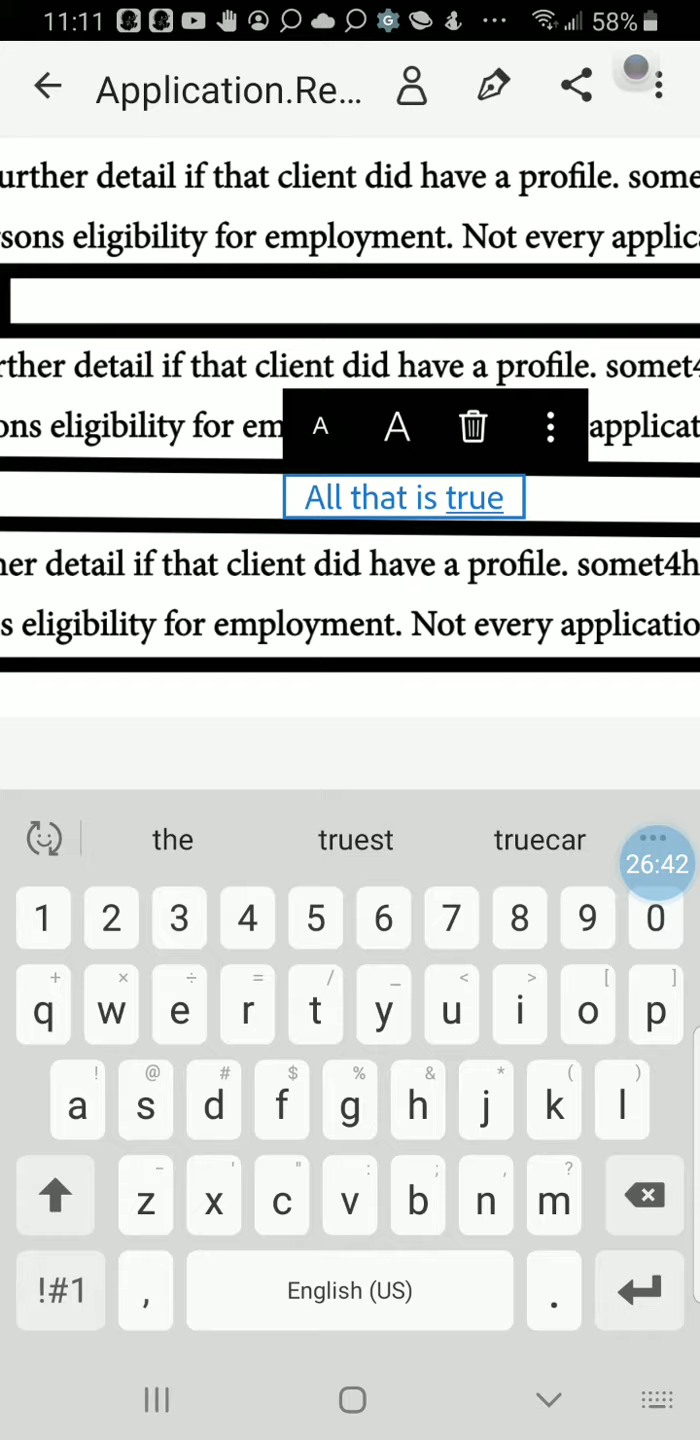 11:11 58%
Application.Re...
urther detail if that client did have a profile. some
sons eligibility for employment. Not every applic
rther detail if that client did have a profile. somet4
ons eligibility for em applicat
A A
All that is true
her detail if that client did have a profile. somet4h
s eligibility for employment. Not every applicatio
the truest truecar
26:42
1 2 3 4 5 6 7 8 9 0
+ × ÷ = / _ < > [ ]
q w e r t y u i o p
! @ # $ % & * ( )
a s d f g h j k l
- ' " : ; , ?
z x c v b n m
!#1 , English (US) .